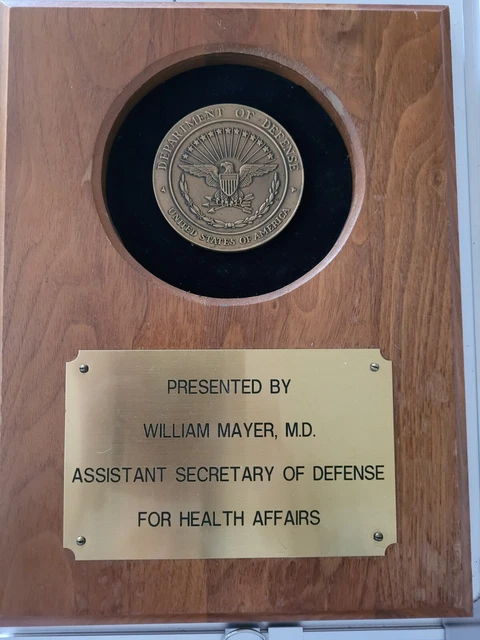 DEPARTMENT OF DEFENSE
UNITED STATES OF AMERICA
PRESENTED BY
WILLIAM MAYER, M.D.
ASSISTANT SECRETARY OF DEFENSE
FOR HEALTH AFFAIRS